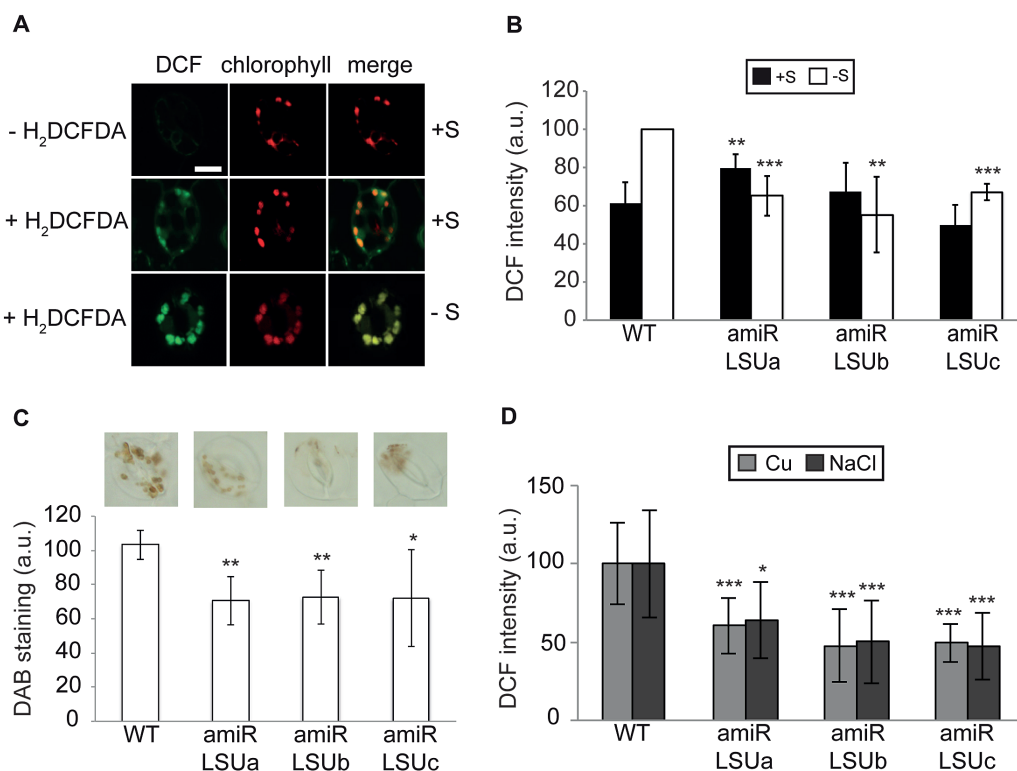 A
DCF chlorophyll merge
- H2DCFDA +S
+ H2DCFDA +S
+ H2DCFDA - S
B
+S -S
DCF intensity (a.u.)
120
100
80
60
40
20
0
** *** ** ***
WT
amiR LSUa
amiR LSUb
amiR LSUc
C
DAB staining (a.u.)
120
100
80
60
40
20
0
** ** *
WT
amiR LSUa
amiR LSUb
amiR LSUc
D
Cu NaCl
DCF intensity (a.u.)
150
100
50
0
*** * *** *** *** ***
WT
amiR LSUa
amiR LSUb
amiR LSUc